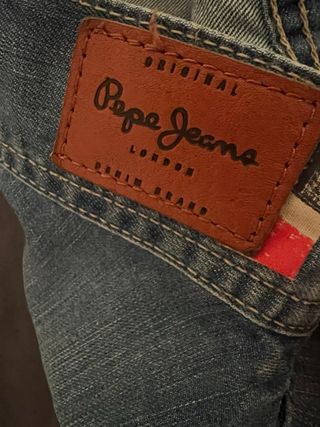 ORIGINAL
Pepe Jeans
LONDON
DENIM BRAND